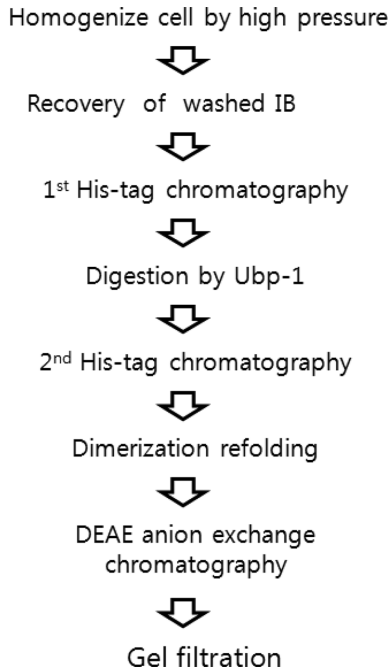 Homogenize cell by high pressure
Recovery of washed IB
1st His-tag chromatography
Digestion by Ubp-1
2nd His-tag chromatography
Dimerization refolding
DEAE anion exchange
chromatography
Gel filtration